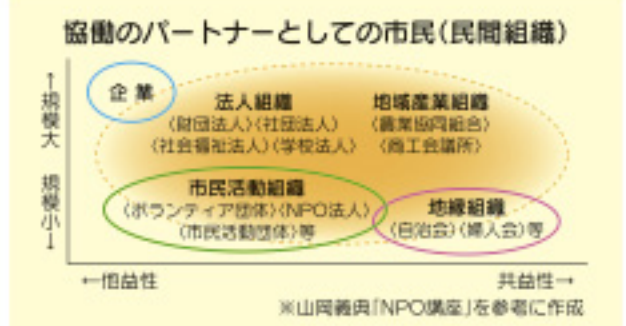 協働のパートナーとしての市民(民間組織)
↑規模大
規模小↓
企業
法人組織
〈財団法人〉〈社団法人〉
〈社会福祉法人〉〈学校法人〉
地域産業組織
〈農業協同組合〉
〈商工会議所〉
市民活動組織
〈ボランティア団体〉〈NPO法人〉
〈市民活動団体〉等
地縁組織
〈自治会〉〈婦人会〉等
←他益性
共益性→
※山岡義典「NPO講座」を参考に作成